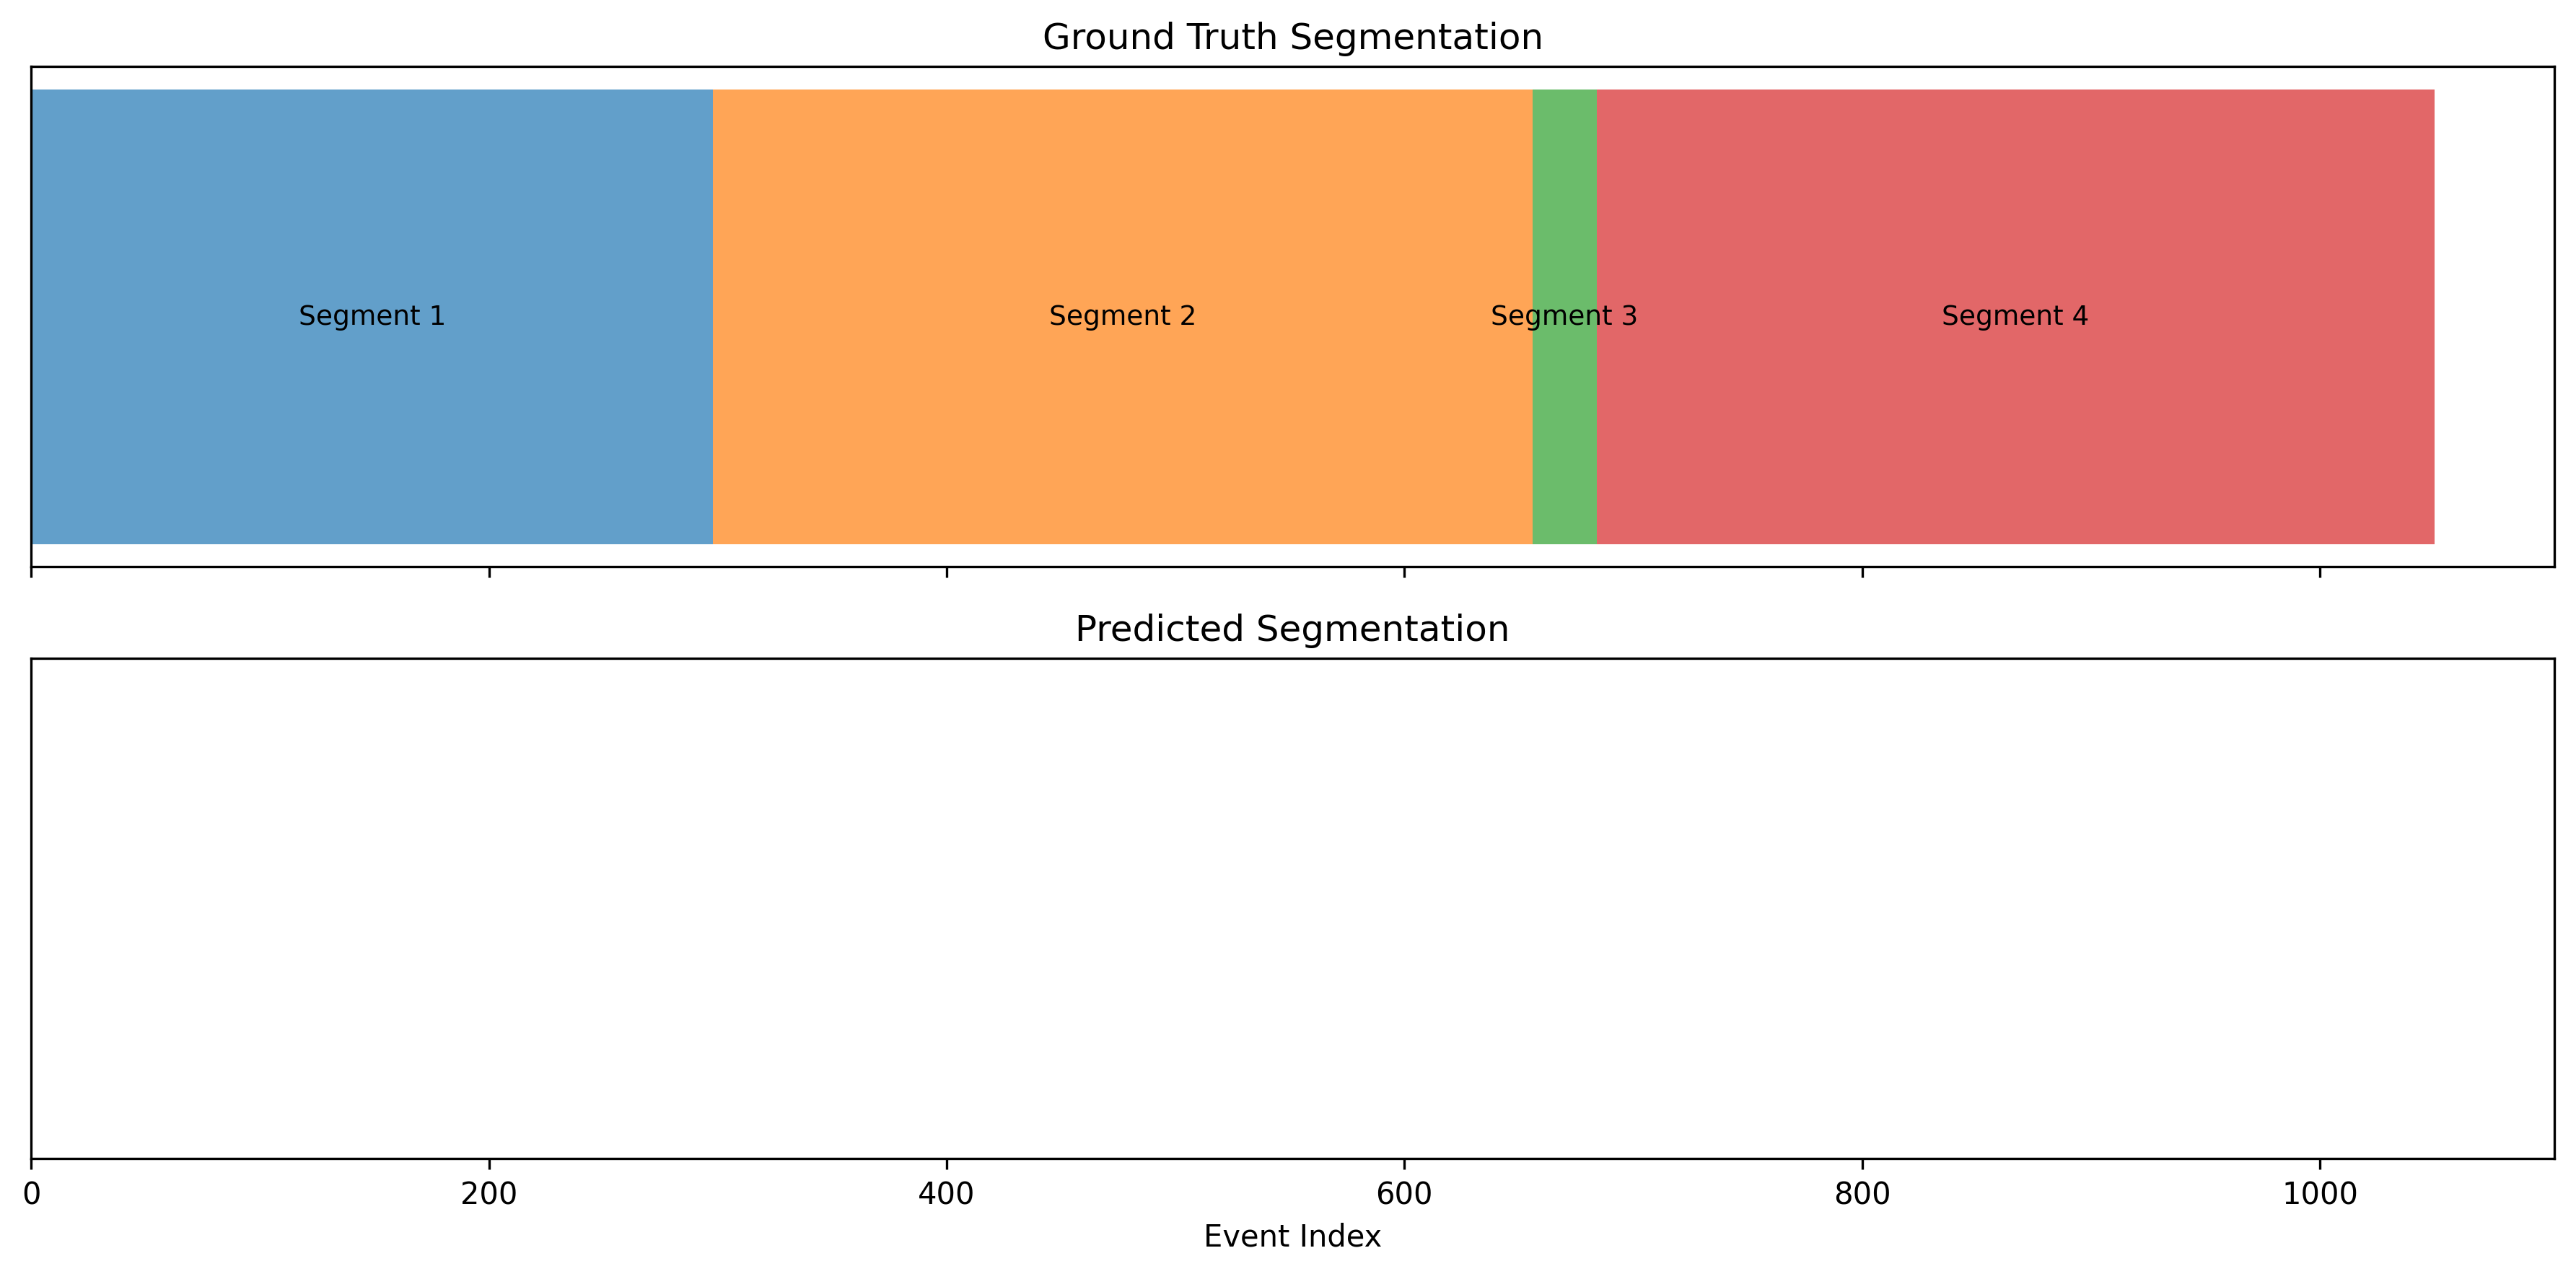 Ground Truth Segmentation
Segment 1 Segment 2 Segment 3 Segment 4
Predicted Segmentation
0 200 400 600 800 1000
Event Index